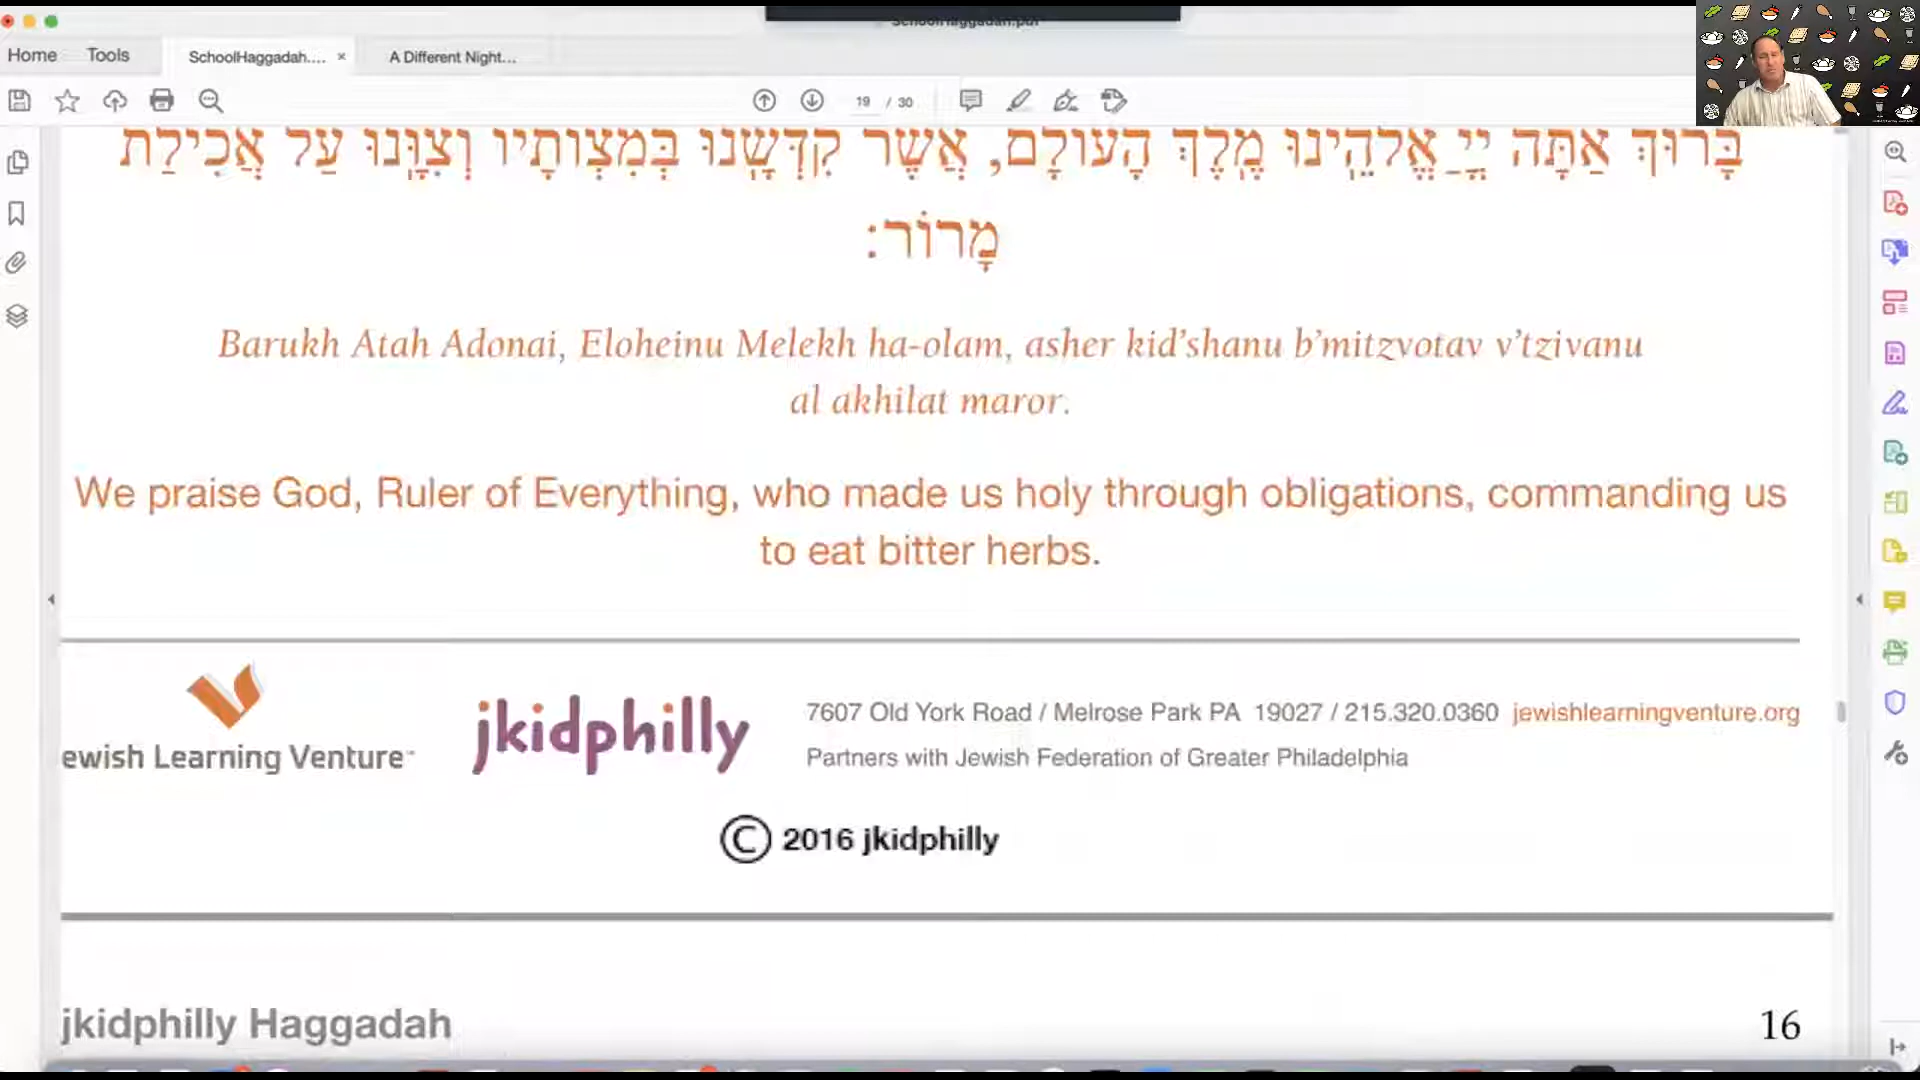 SchoolHaggadah.pdf
Home Tools SchoolHaggadah.... × A Different Night...
19 / 30
בָּרוּךְ אַתָּה יְיָ אֱלֹהֵֽינוּ מֶֽלֶךְ הָעוֹלָם, אֲשֶׁר קִדְּשָֽׁנוּ בְּמִצְוֹתָיו וְצִוָּֽנוּ עַל אֲכִילַת
מָרוֹר:
Barukh Atah Adonai, Eloheinu Melekh ha-olam, asher kid’shanu b’mitzvotav v’tzivanu
al akhilat maror.
We praise God, Ruler of Everything, who made us holy through obligations, commanding us
to eat bitter herbs.
ewish Learning Venture
jkidphilly
7607 Old York Road / Melrose Park PA 19027 / 215.320.0360 jewishlearningventure.org
Partners with Jewish Federation of Greater Philadelphia
© 2016 jkidphilly
jkidphilly Haggadah 16